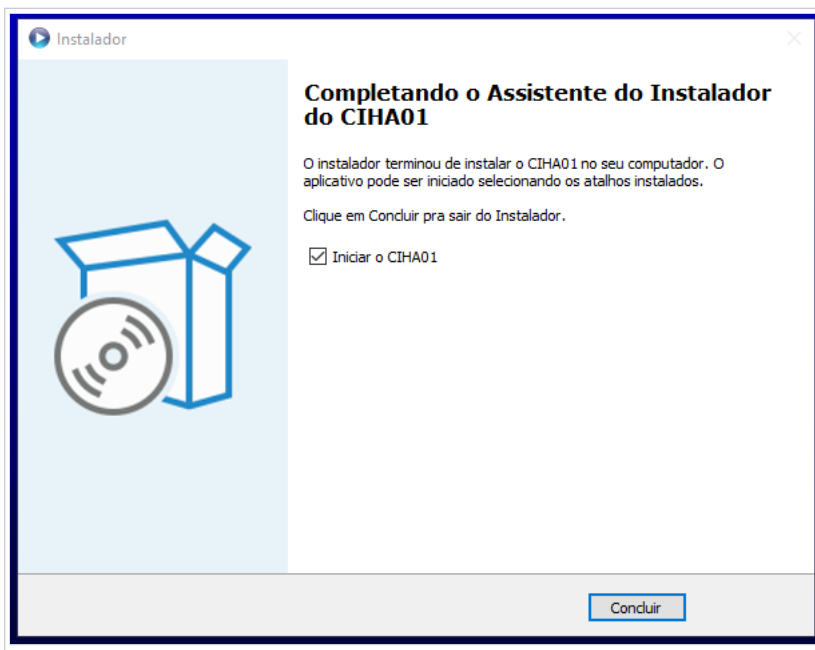 Instalador
Completando o Assistente do Instalador
do CIHA01
O instalador terminou de instalar o CIHA01 no seu computador. O
aplicativo pode ser iniciado selecionando os atalhos instalados.
Clique em Concluir pra sair do Instalador.
Iniciar o CIHA01
Concluir